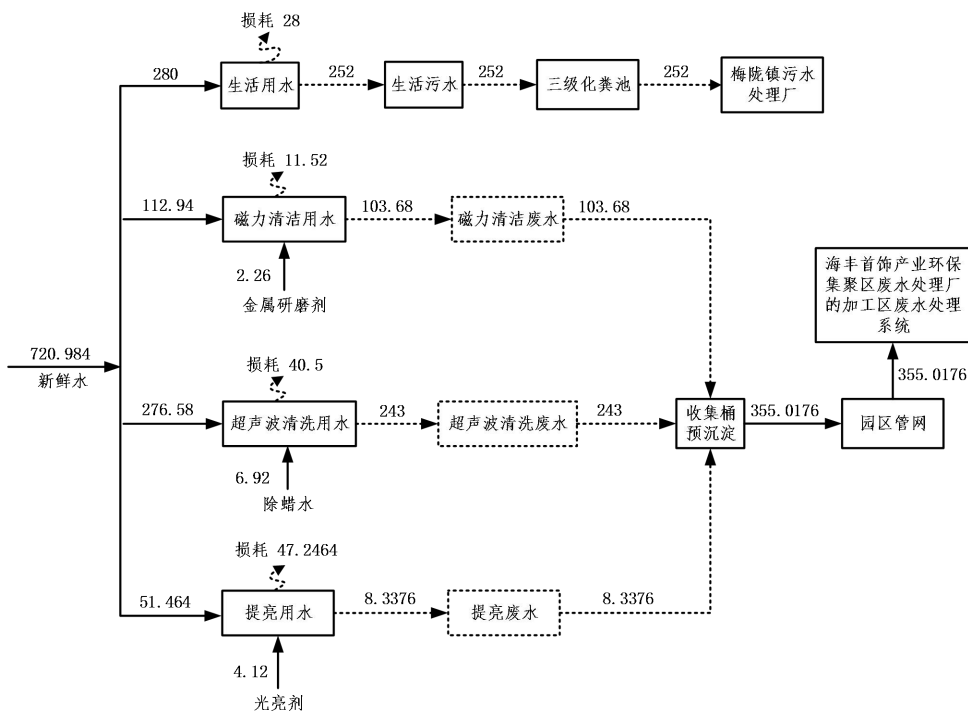 损耗 28
280
生活用水
252
生活污水
252
三级化粪池
252
梅陇镇污水
处理厂
损耗 11.52
112.94
磁力清洁用水
103.68
磁力清洁废水
103.68
2.26
金属研磨剂
海丰首饰产业环保
集聚区废水处理厂
的加工区废水处理
系统
720.984
新鲜水
355.0176
损耗 40.5
276.58
超声波清洗用水
243
超声波清洗废水
243
收集桶
预沉淀
355.0176
园区管网
6.92
除蜡水
损耗 47.2464
51.464
提亮用水
8.3376
提亮废水
8.3376
4.12
光亮剂